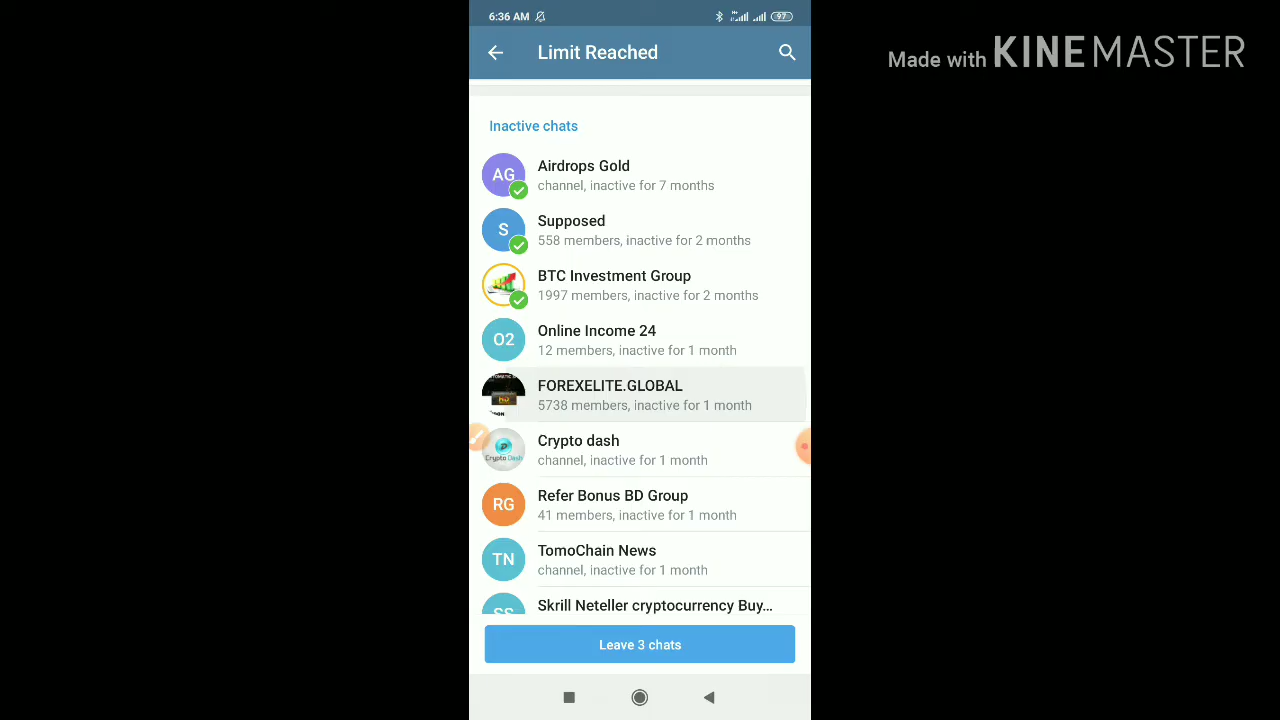 6:36 AM
97
Made with KINEMASTER
Limit Reached
Inactive chats
AG
Airdrops Gold
channel, inactive for 7 months
S
Supposed
558 members, inactive for 2 months
BTC Investment Group
1997 members, inactive for 2 months
O2
Online Income 24
12 members, inactive for 1 month
FOREXELITE.GLOBAL
5738 members, inactive for 1 month
Crypto Dash
Crypto dash
channel, inactive for 1 month
RG
Refer Bonus BD Group
41 members, inactive for 1 month
TN
TomoChain News
channel, inactive for 1 month
SS
Skrill Neteller cryptocurrency Buy...
Leave 3 chats